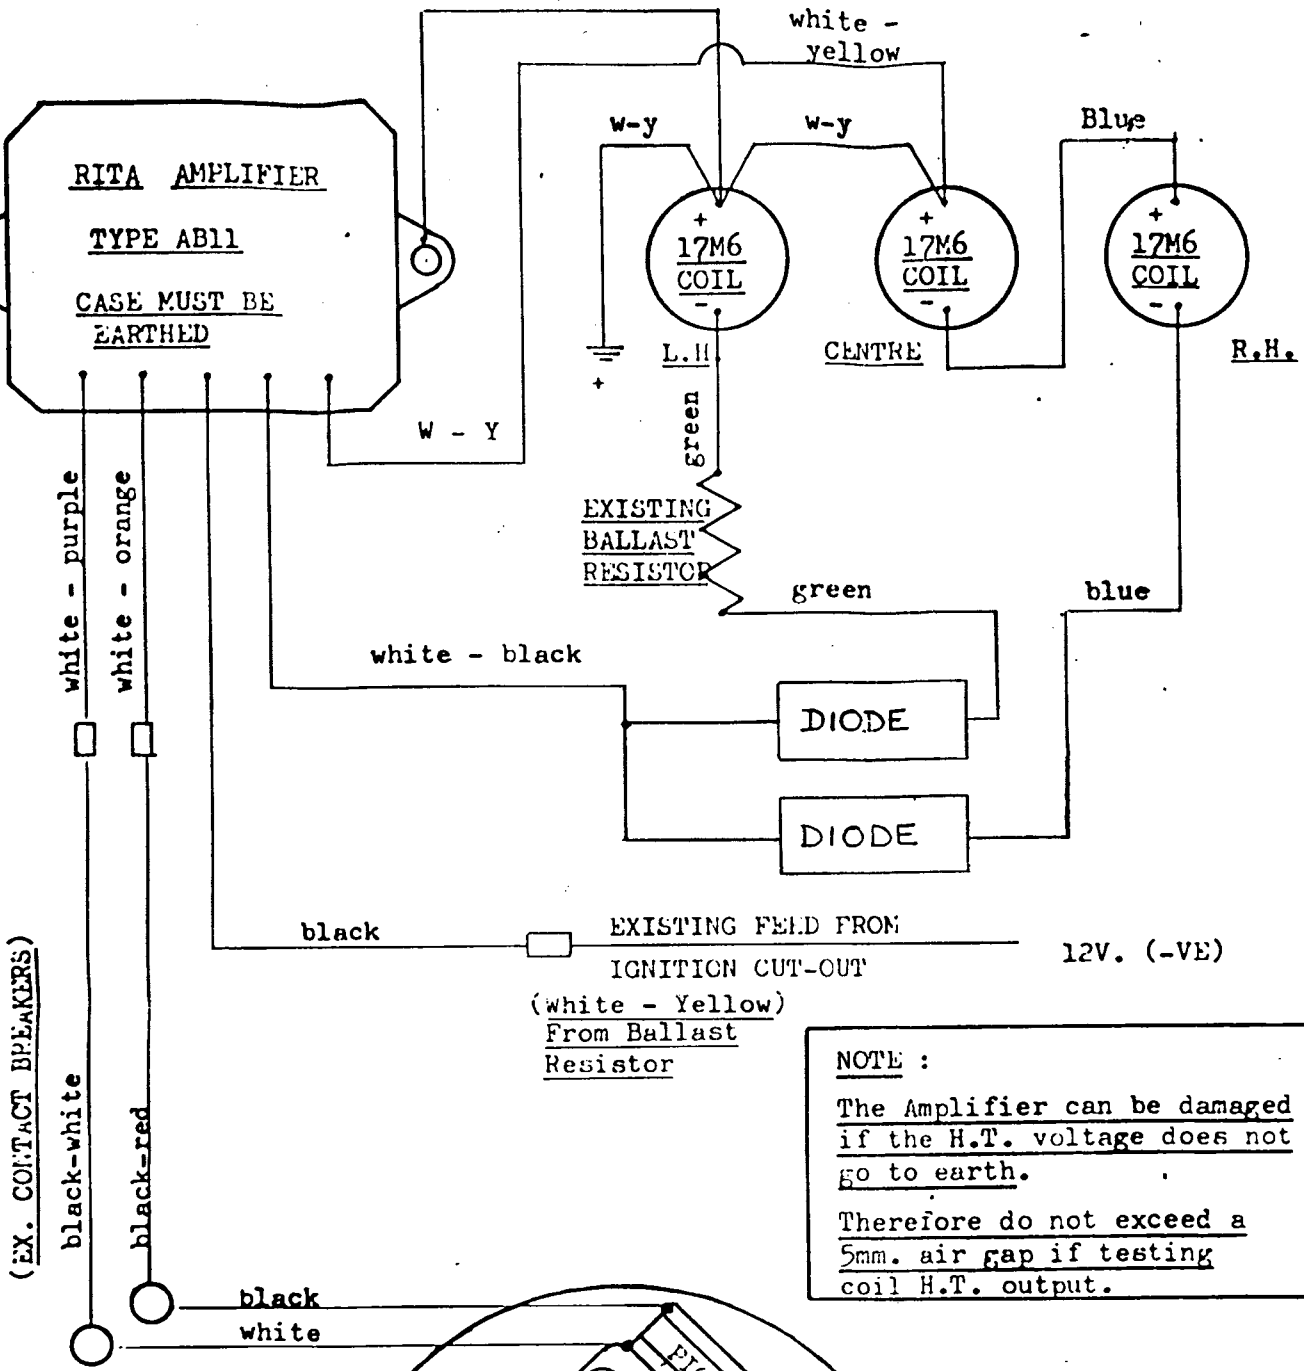 white -
yellow
w-y
w-y
Blue
RITA AMPLIFIER
TYPE AB11
CASE MUST BE
EARTHED
+
17M6
COIL
-
L.H
+
17M6
COIL
-
CENTRE
+
17M6
COIL
-
R.H.
+
W - Y
green
EXISTING
BALLAST
RESISTOR
green
blue
white - purple
white - orange
white - black
DIODE
DIODE
black
EXISTING FEED FROM
IGNITION CUT-OUT
12V. (-VE)
(White - Yellow)
From Ballast
Resistor
(EX. CONTACT BREAKERS)
black-white
black-red
NOTE :
The Amplifier can be damaged
if the H.T. voltage does not
go to earth.
Therefore do not exceed a
5mm. air gap if testing
coil H.T. output.
black
white